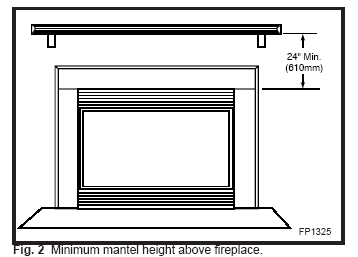 24" Min.
(610mm)
FP1325
Fig. 2 Minimum mantel height above fireplace.